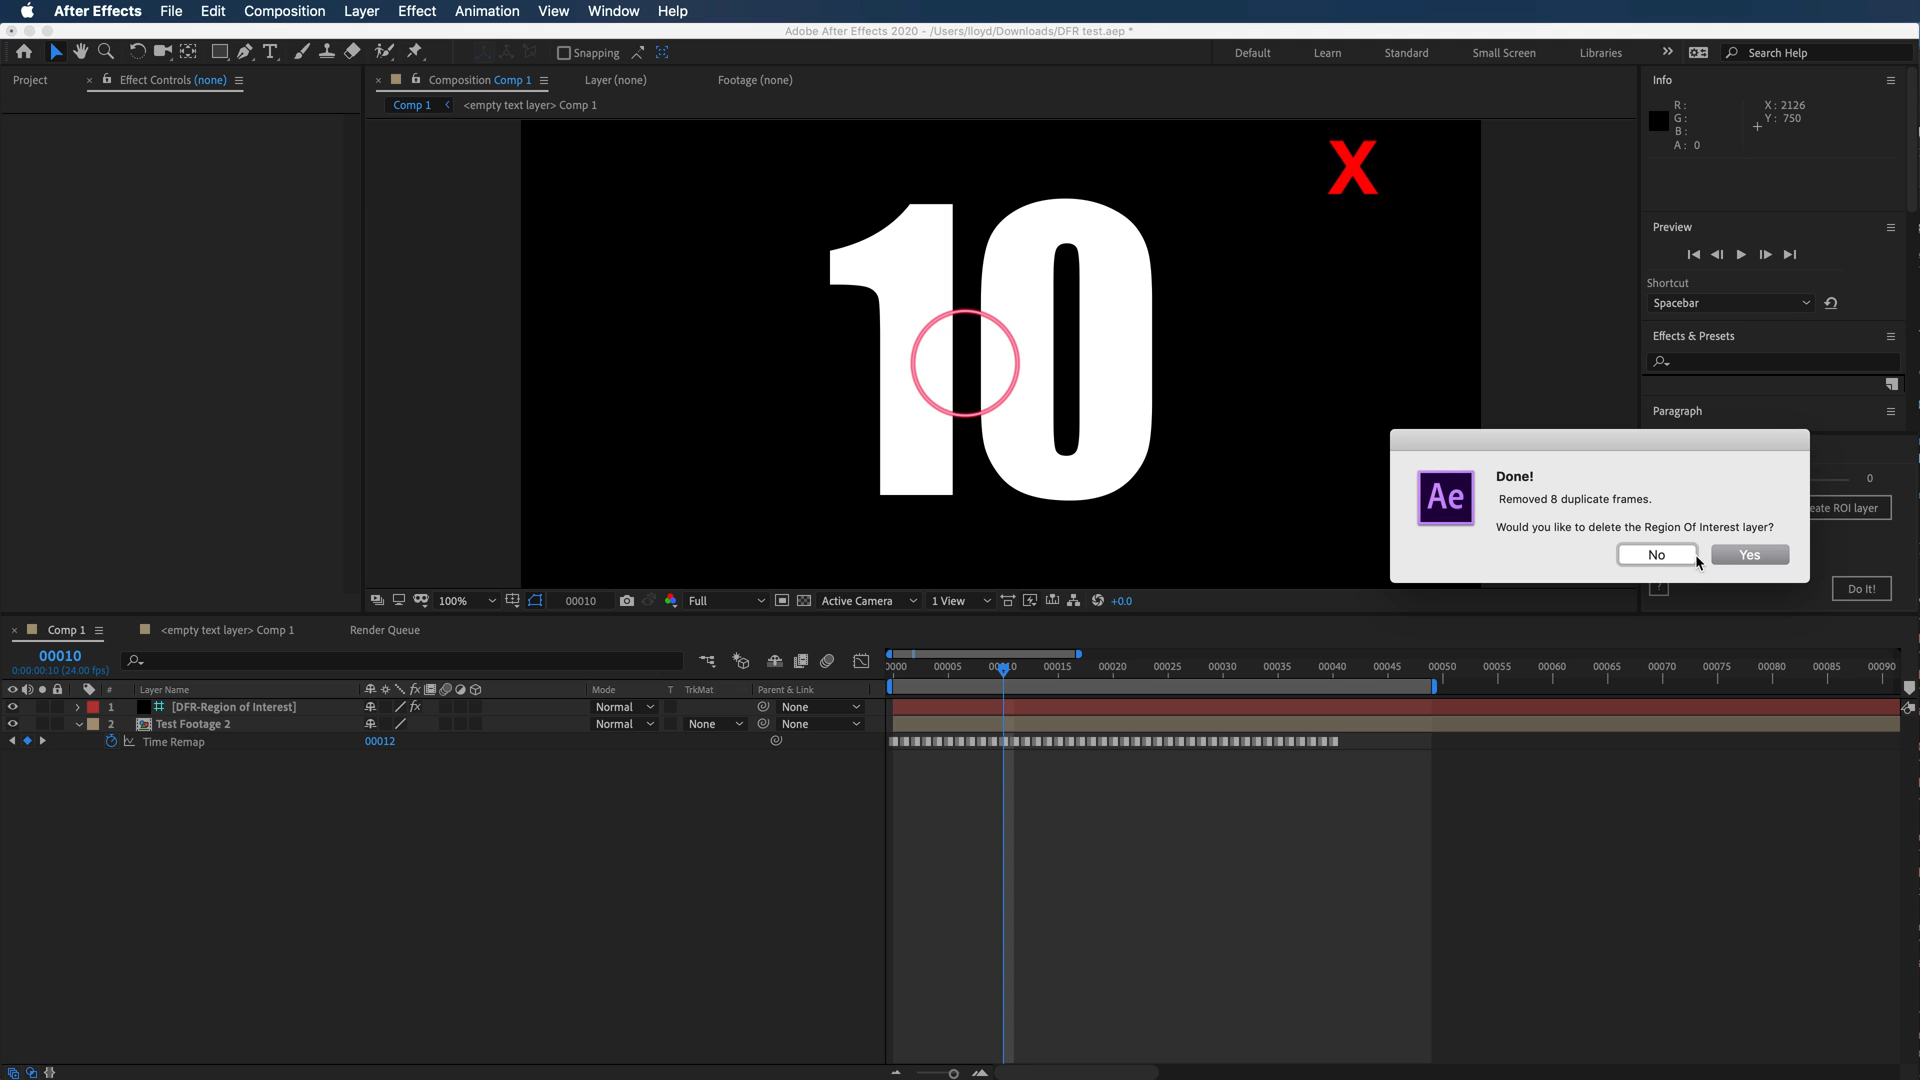 After Effects File Edit Composition Layer Effect Animation View Window Help
Adobe After Effects 2020 - /Users/lloyd/Downloads/DFR test.aep *
Snapping Default Learn Standard Small Screen Libraries Search Help
Project Effect Controls (none) Composition Comp 1 Layer (none) Footage (none) Info
Comp 1 <empty text layer> Comp 1
R: X: 2126
G: Y: 750
B:
A: 0
X
10
Preview
Shortcut
Spacebar
Effects & Presets
Paragraph
0
eate ROI layer
Do It!
?
Ae
Done!
Removed 8 duplicate frames.
Would you like to delete the Region Of Interest layer?
No Yes
100% 00010 Full Active Camera 1 View +0.0
Comp 1 <empty text layer> Comp 1 Render Queue
00010
0:00:00:10 (24.00 fps)
0000 00005 00010 00015 00020 00025 00030 00035 00040 00045 00050 00055 00060 00065 00070 00075 00080 00085 00090
# Layer Name fx Mode T TrkMat Parent & Link
1 [DFR-Region of Interest] fx Normal None
2 Test Footage 2 Normal None None
Time Remap 00012